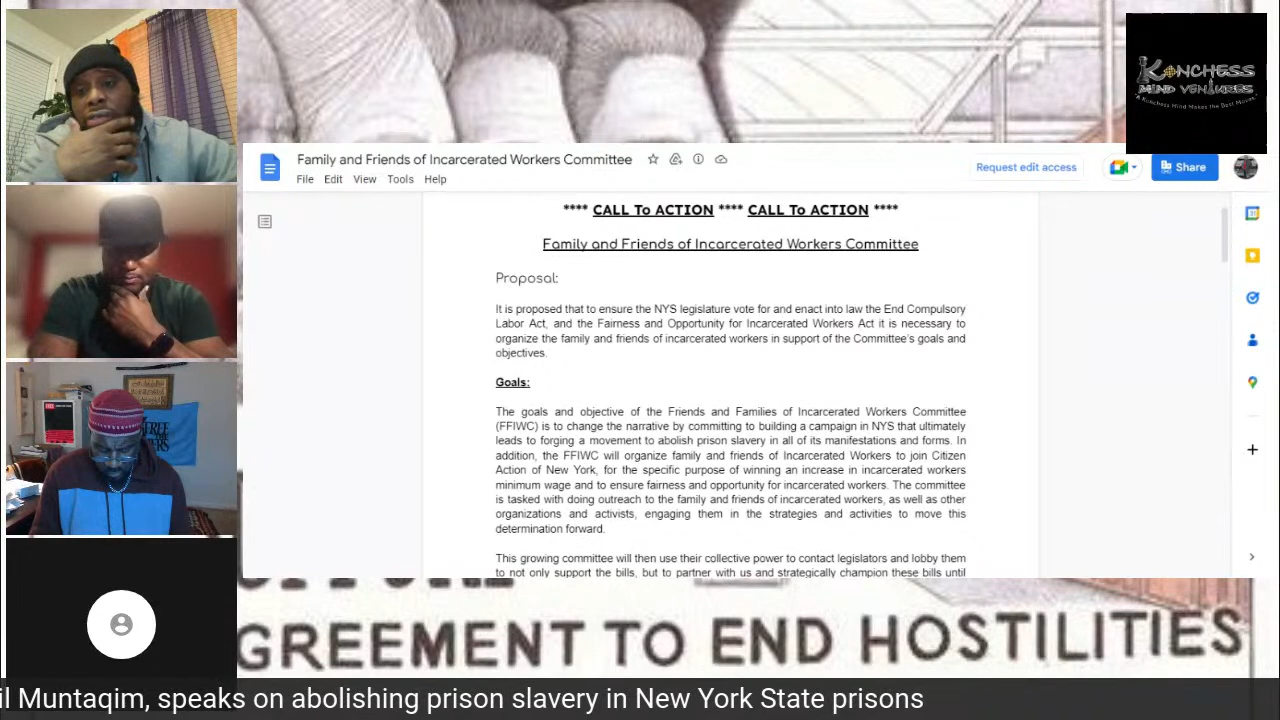 KONCHESS
MIND VENTURES
"A Konchess Mind Makes the Best Moves."
Family and Friends of Incarcerated Workers Committee
File Edit View Tools Help
Request edit access
Share
**** CALL To ACTION **** CALL To ACTION ****
Family and Friends of Incarcerated Workers Committee
Proposal:
It is proposed that to ensure the NYS legislature vote for and enact into law the End Compulsory
Labor Act, and the Fairness and Opportunity for Incarcerated Workers Act it is necessary to
organize the family and friends of incarcerated workers in support of the Committee's goals and
objectives.
Goals:
The goals and objective of the Friends and Families of Incarcerated Workers Committee
(FFIWC) is to change the narrative by committing to building a campaign in NYS that ultimately
leads to forging a movement to abolish prison slavery in all of its manifestations and forms. In
addition, the FFIWC will organize family and friends of Incarcerated Workers to join Citizen
Action of New York, for the specific purpose of winning an increase in incarcerated workers
minimum wage and to ensure fairness and opportunity for incarcerated workers. The committee
is tasked with doing outreach to the family and friends of incarcerated workers, as well as other
organizations and activists, engaging them in the strategies and activities to move this
determination forward.
This growing committee will then use their collective power to contact legislators and lobby them
to not only support the bills, but to partner with us and strategically champion these bills until
GREEMENT TO END HOSTILITIES
il Muntaqim, speaks on abolishing prison slavery in New York State prisons